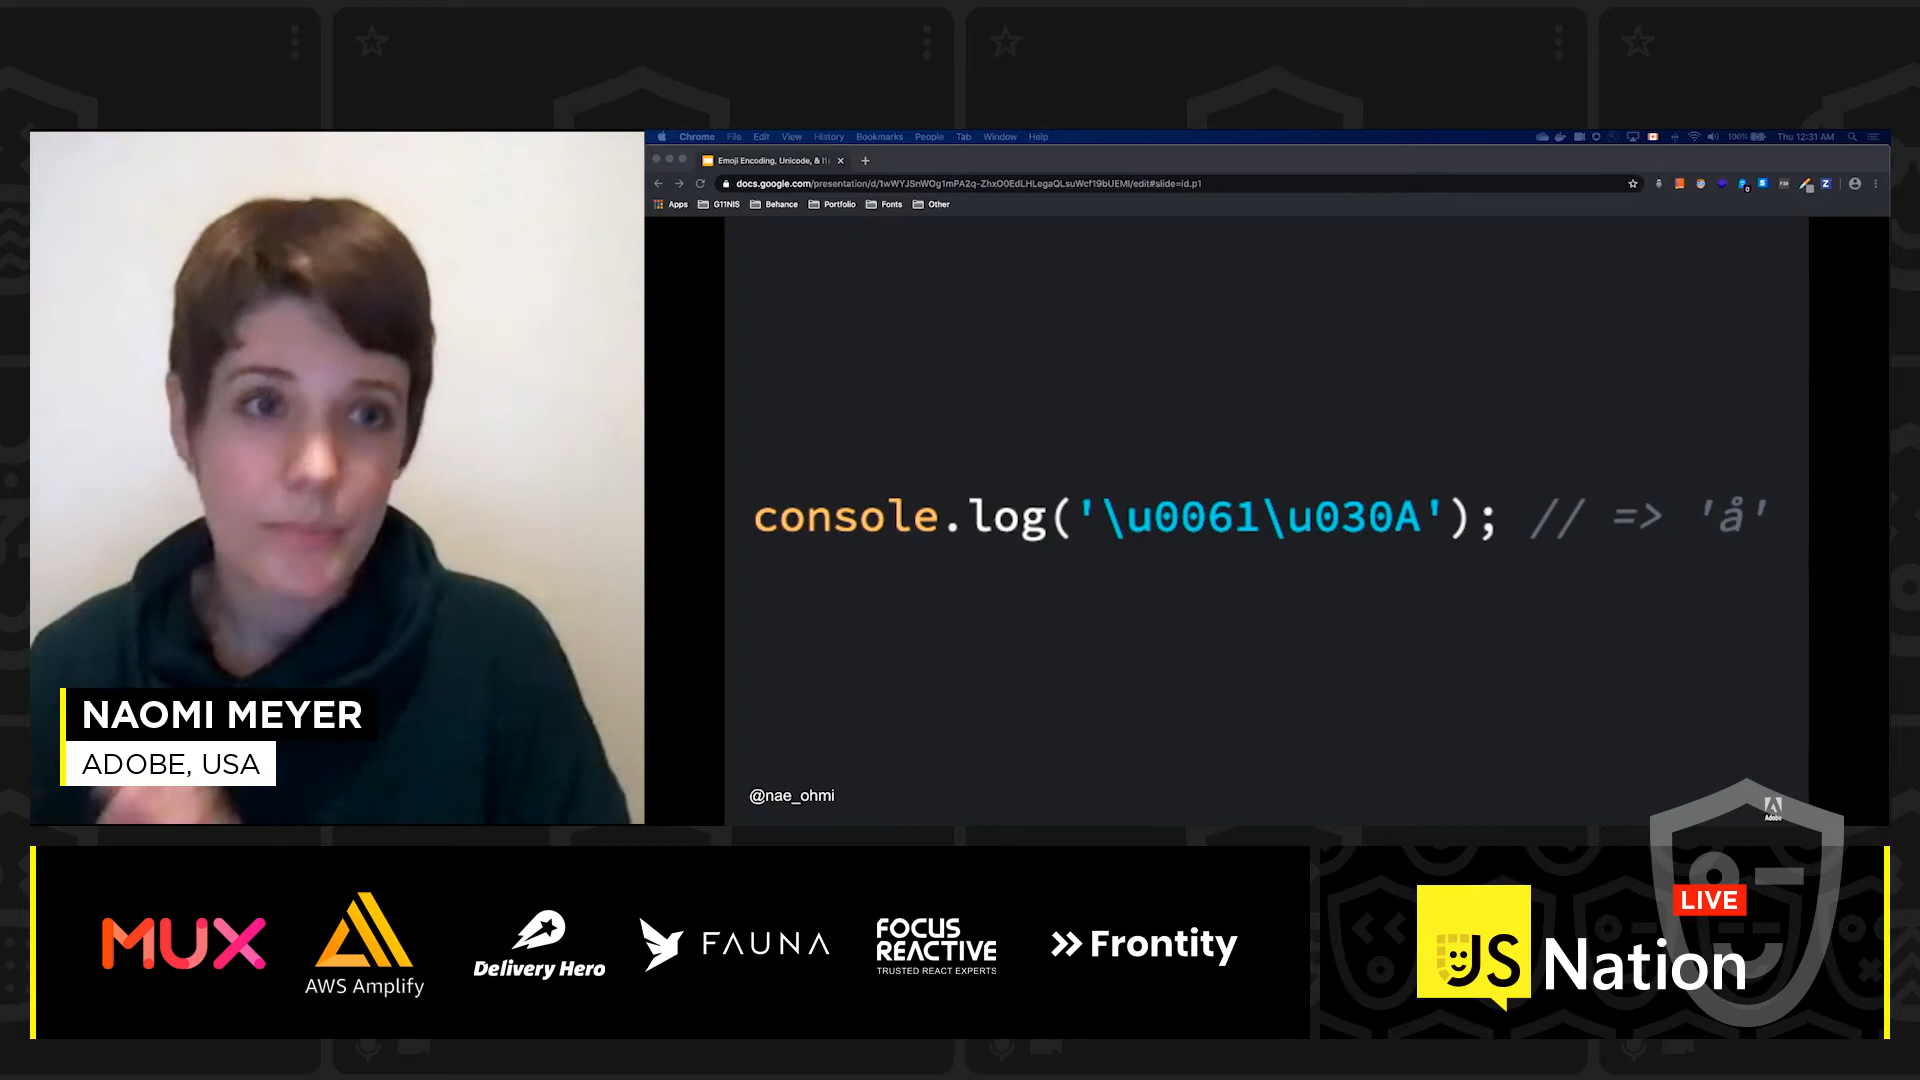 Chrome File Edit View History Bookmarks People Tab Window Help 100% Thu 12:31 AM
Emoji Encoding, Unicode, & I11
docs.google.com/presentation/d/1wWYJSnWOg1mPA2q-ZhxO0EdLHLegaQLsuWcf19bUEMI/edit#slide=id.p1
Apps G11NIS Behance Portfolio Fonts Other
console.log('\u0061\u030A'); // => 'å'
@nae_ohmi
Adobe
NAOMI MEYER
ADOBE, USA
MUX
AWS Amplify
Delivery Hero
FAUNA
FOCUS
REACTIVE
TRUSTED REACT EXPERTS
Frontity
LIVE
JS Nation